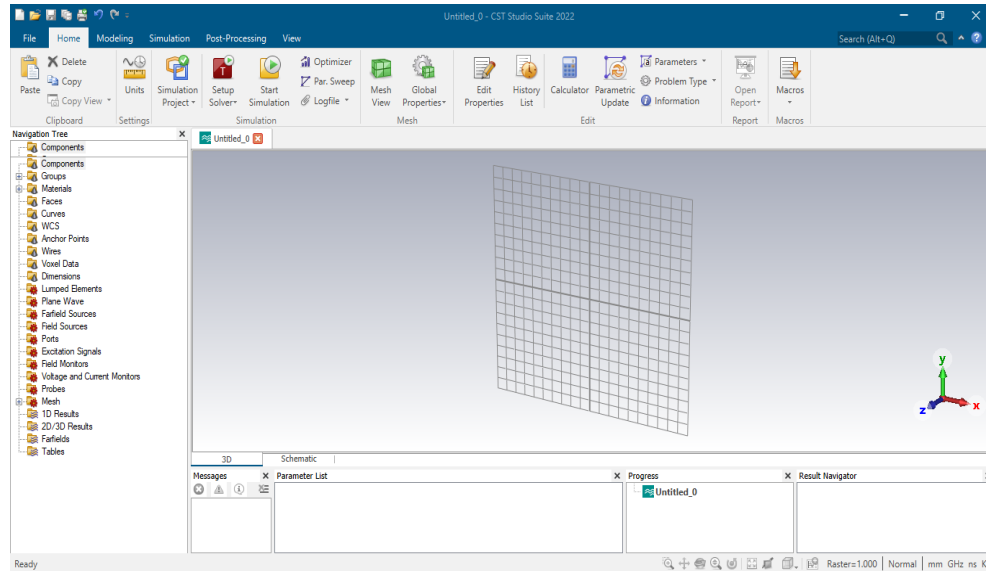 Untitled_0 - CST Studio Suite 2022
File Home Modeling Simulation Post-Processing View Search (Alt+Q)
Paste
Delete
Copy
Copy View
Clipboard
Units
Settings
Simulation Project
Setup Solver
Start Simulation
Optimizer
Par. Sweep
Logfile
Simulation
Mesh View
Global Properties
Mesh
Edit Properties
History List
Calculator
Parametric Update
Parameters
Problem Type
Information
Edit
Open Report
Report
Macros
Macros
Navigation Tree
Untitled_0
Components
Components
Groups
Materials
Faces
Curves
WCS
Anchor Points
Wires
Voxel Data
Dimensions
Lumped Elements
Plane Wave
Farfield Sources
Field Sources
Ports
Excitation Signals
Field Monitors
Voltage and Current Monitors
Probes
Mesh
1D Results
2D/3D Results
Farfields
Tables
y
z
x
3D Schematic
Messages
Parameter List
Progress
Untitled_0
Result Navigator
Ready
Raster=1.000 Normal mm GHz ns K